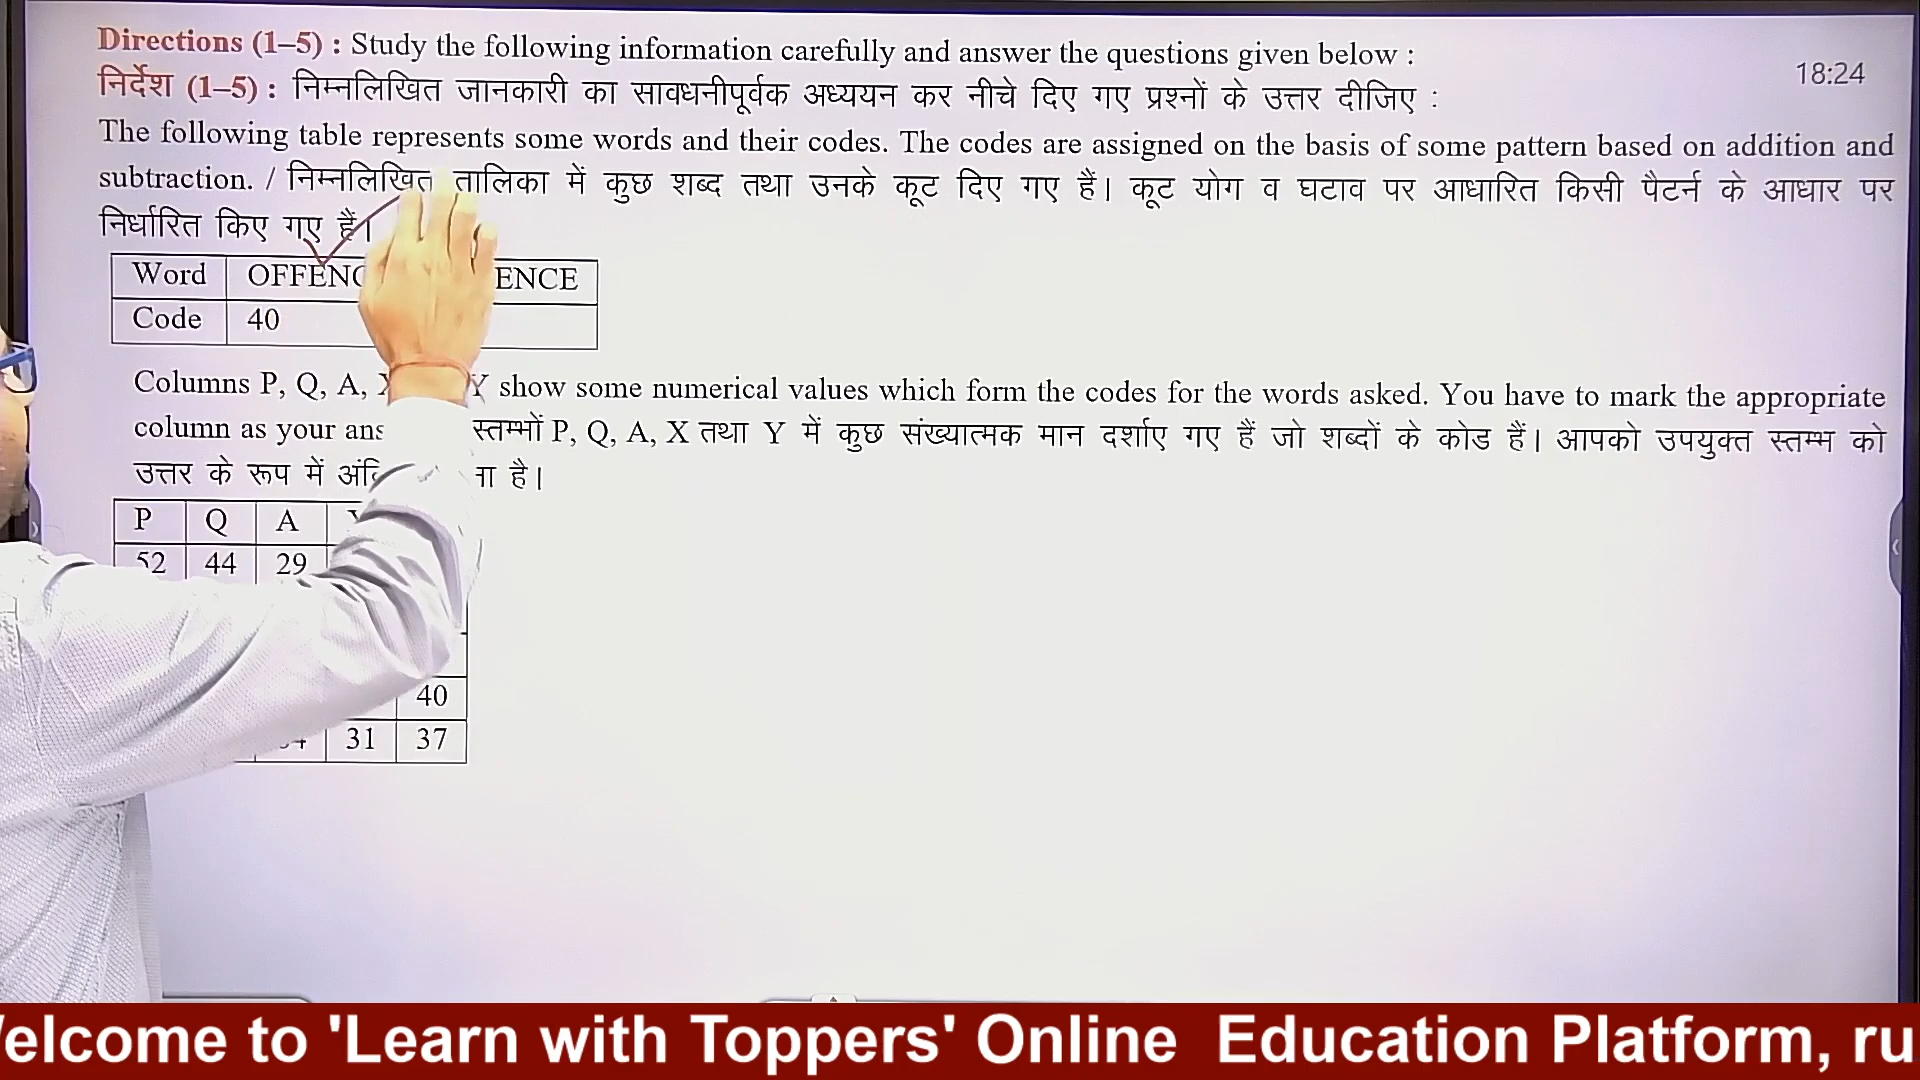 Directions (1–5) : Study the following information carefully and answer the questions given below :
18:24
निर्देश (1–5) : निम्नलिखित जानकारी का सावधनीपूर्वक अध्ययन कर नीचे दिए गए प्रश्नों के उत्तर दीजिए :
The following table represents some words and their codes. The codes are assigned on the basis of some pattern based on addition and
subtraction. / निम्नलिखित तालिका में कुछ शब्द तथा उनके कूट दिए गए हैं। कूट योग व घटाव पर आधारित किसी पैटर्न के आधार पर
निर्धारित किए गए हैं।
Word OFFENC ENCE
Code 40
Columns P, Q, A, Y show some numerical values which form the codes for the words asked. You have to mark the appropriate
column as your स्तम्भों P, Q, A, X तथा Y में कुछ संख्यात्मक मान दर्शाए गए हैं जो शब्दों के कोड हैं। आपको उपयुक्त स्तम्भ को
उत्तर के रूप में है।
P Q A
52 44 29
40
31 37
elcome to 'Learn with Toppers' Online Education Platform, ru